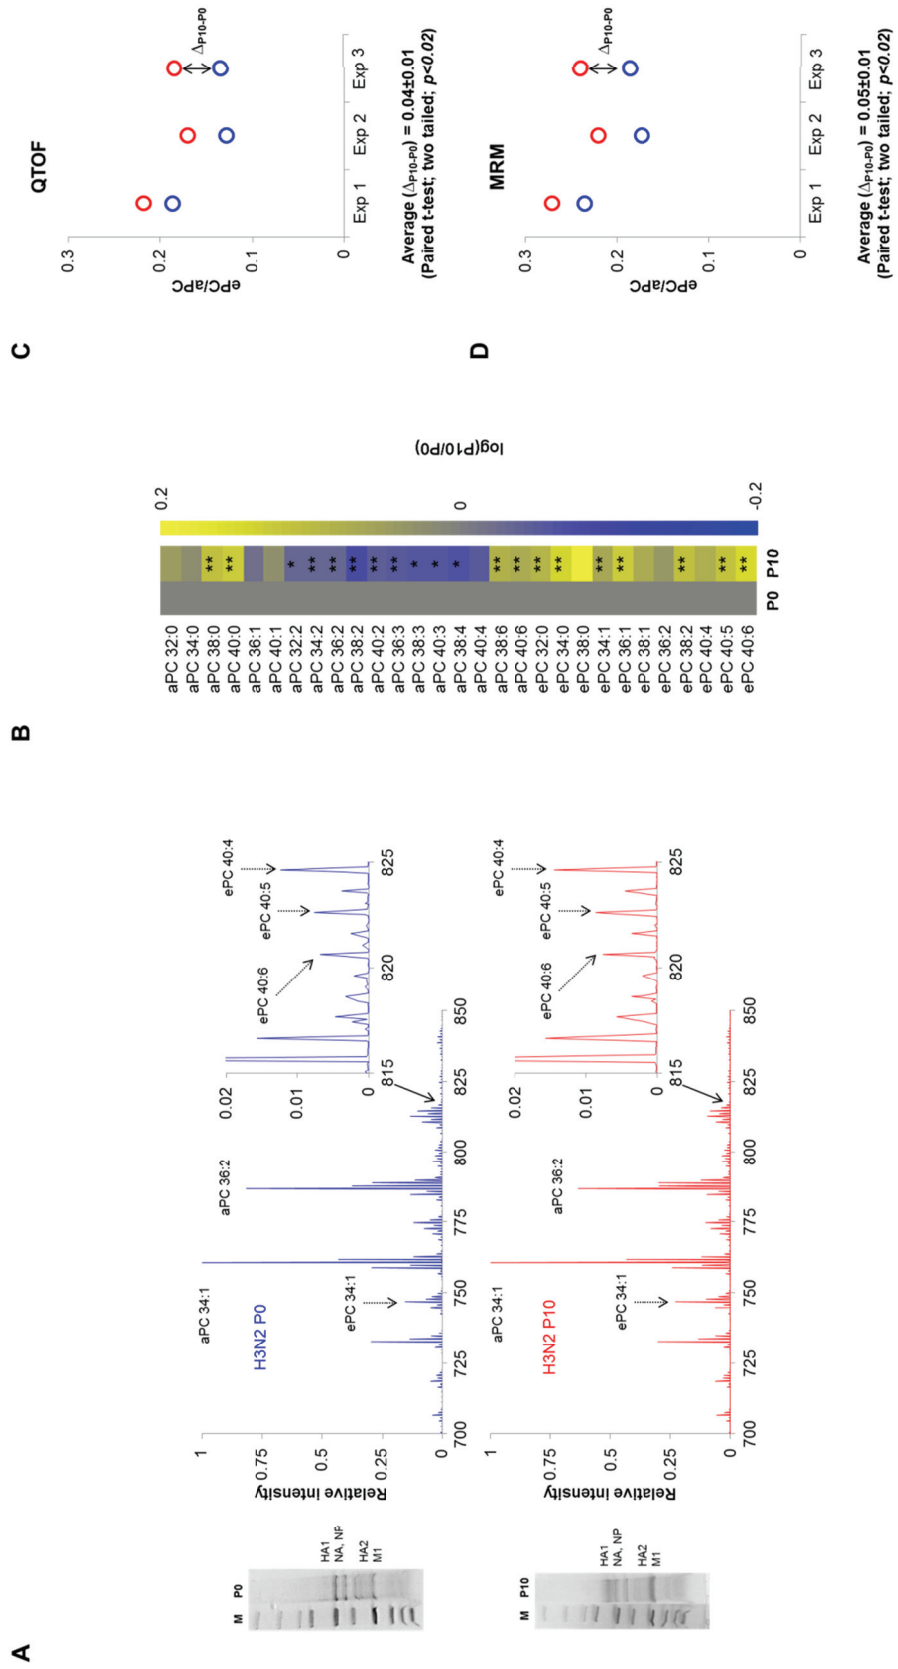 A
M P0
HA1
NA, NP
HA2
M1
Relative intensity
1
0.75
0.5
0.25
0
H3N2 P0
aPC 34:1
ePC 34:1
aPC 36:2
700 725 750 775 800 825 850
0.02
0.01
0
815 820 825
ePC 40:6
ePC 40:5
ePC 40:4
M P10
HA1
NA, NP
HA2
M1
Relative intensity
1
0.75
0.5
0.25
0
H3N2 P10
aPC 34:1
ePC 34:1
aPC 36:2
700 725 750 775 800 825 850
0.02
0.01
0
815 820 825
ePC 40:6
ePC 40:5
ePC 40:4
B
aPC 32:0
aPC 34:0
aPC 38:0 **
aPC 40:0 **
aPC 36:1
aPC 40:1
aPC 32:2 *
aPC 34:2 **
aPC 36:2 **
aPC 38:2 **
aPC 40:2 **
aPC 36:3 **
aPC 38:3 *
aPC 40:3 *
aPC 38:4 *
aPC 40:4
aPC 38:6 **
aPC 40:6 **
ePC 32:0 **
ePC 34:0 **
ePC 38:0
ePC 34:1 **
ePC 36:1 **
ePC 38:1
ePC 36:2
ePC 38:2 **
ePC 40:4
ePC 40:5 **
ePC 40:6 **
P0 P10
0.2
0
-0.2
log(P10/P0)
C
QTOF
ePC/aPC
0.3
0.2
0.1
0
ΔP10-P0
Exp 1 Exp 2 Exp 3
Average (ΔP10-P0) = 0.04±0.01
(Paired t-test; two tailed; p<0.02)
D
MRM
ePC/aPC
0.3
0.2
0.1
0
ΔP10-P0
Exp 1 Exp 2 Exp 3
Average (ΔP10-P0) = 0.05±0.01
(Paired t-test; two tailed; p<0.02)